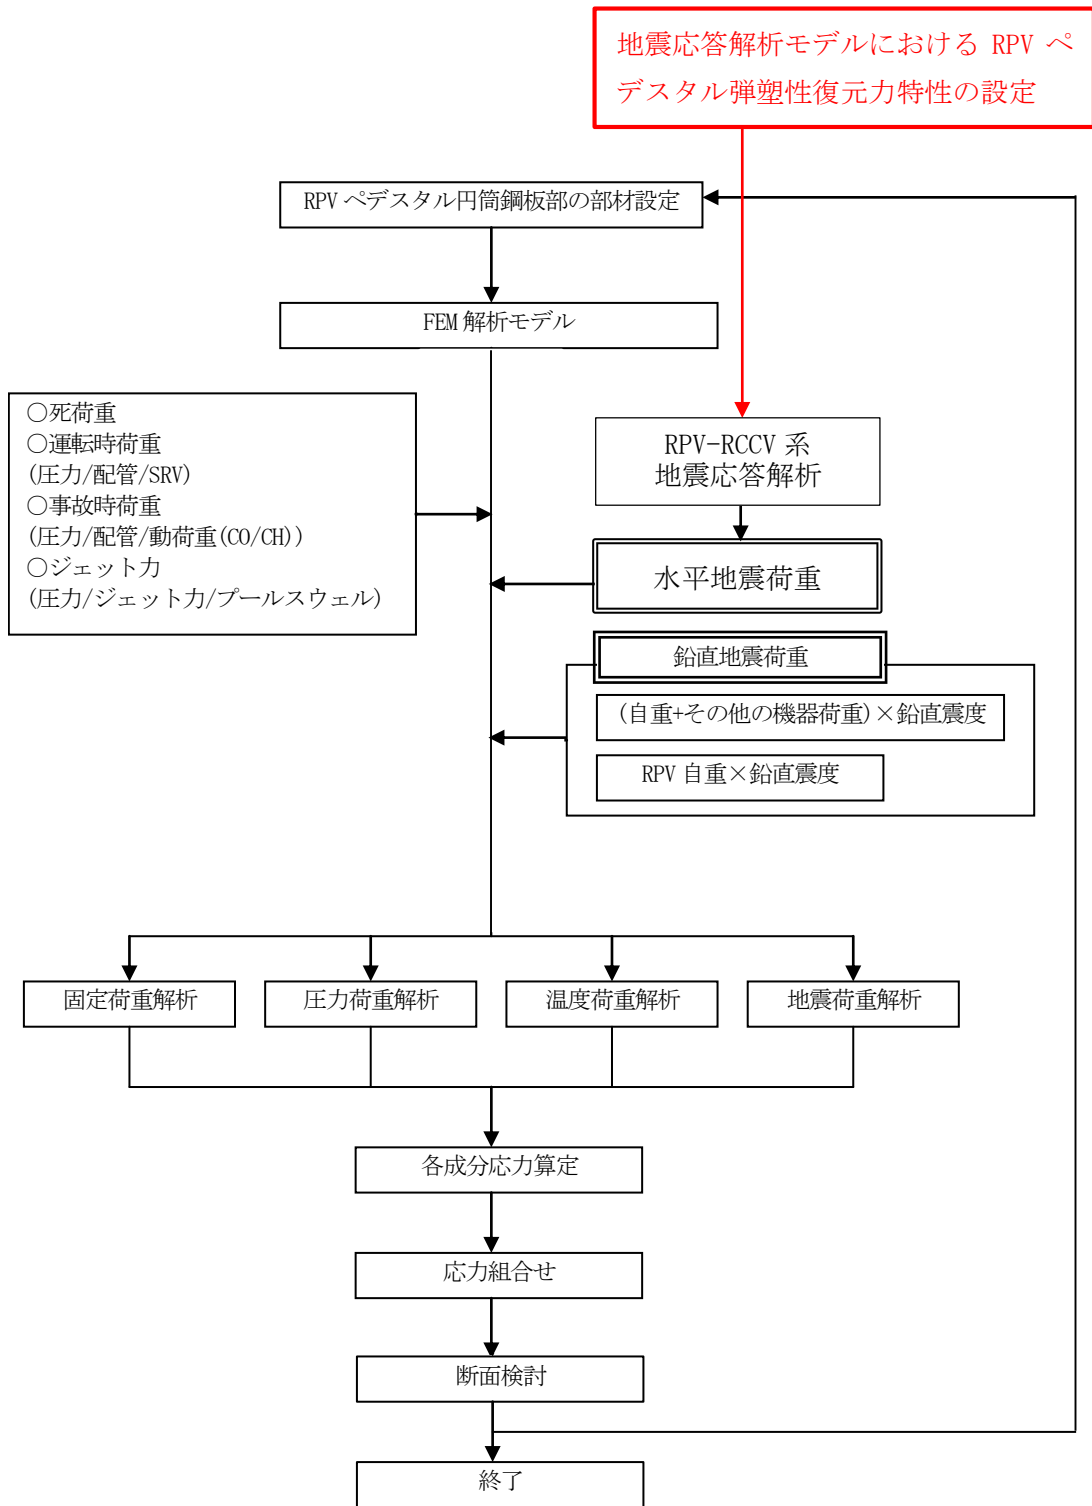 地震応答解析モデルにおける RPV ペ
デスタル弾塑性復元力特性の設定
RPV ペデスタル円筒鋼板部の部材設定
FEM 解析モデル
○死荷重
○運転時荷重
(圧力/配管/SRV)
○事故時荷重
(圧力/配管/動荷重(CO/CH))
○ジェット力
(圧力/ジェット力/プールスウェル)
RPV-RCCV 系
地震応答解析
水平地震荷重
鉛直地震荷重
(自重+その他の機器荷重)×鉛直震度
RPV 自重×鉛直震度
固定荷重解析
圧力荷重解析
温度荷重解析
地震荷重解析
各成分応力算定
応力組合せ
断面検討
終了